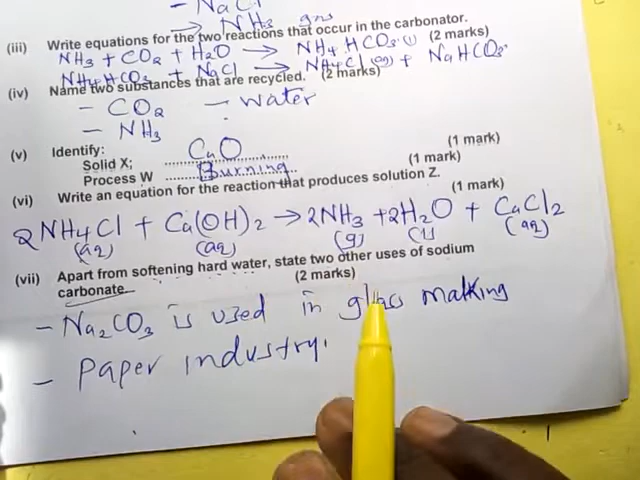 - NaCl
→ NH3 gas
(iii) Write equations for the two reactions that occur in the carbonator. (2 marks)
NH3 + CO2 + H2O → NH4HCO3 (l)
NH4HCO3 + NaCl → NH4Cl (aq) + NaHCO3
(iv) Name two substances that are recycled. (2 marks)
- CO2 - water
- NH3
(v) Identify: (1 mark)
Solid X; CaO (1 mark)
Process W Burning
(vi) Write an equation for the reaction that produces solution Z. (1 mark)
2NH4Cl + Ca(OH)2 → 2NH3 + 2H2O + CaCl2
(aq) (aq) (g) (l) (aq)
(vii) Apart from softening hard water, state two other uses of sodium
carbonate. (2 marks)
- Na2CO3 is used in glass making
- Paper industry.